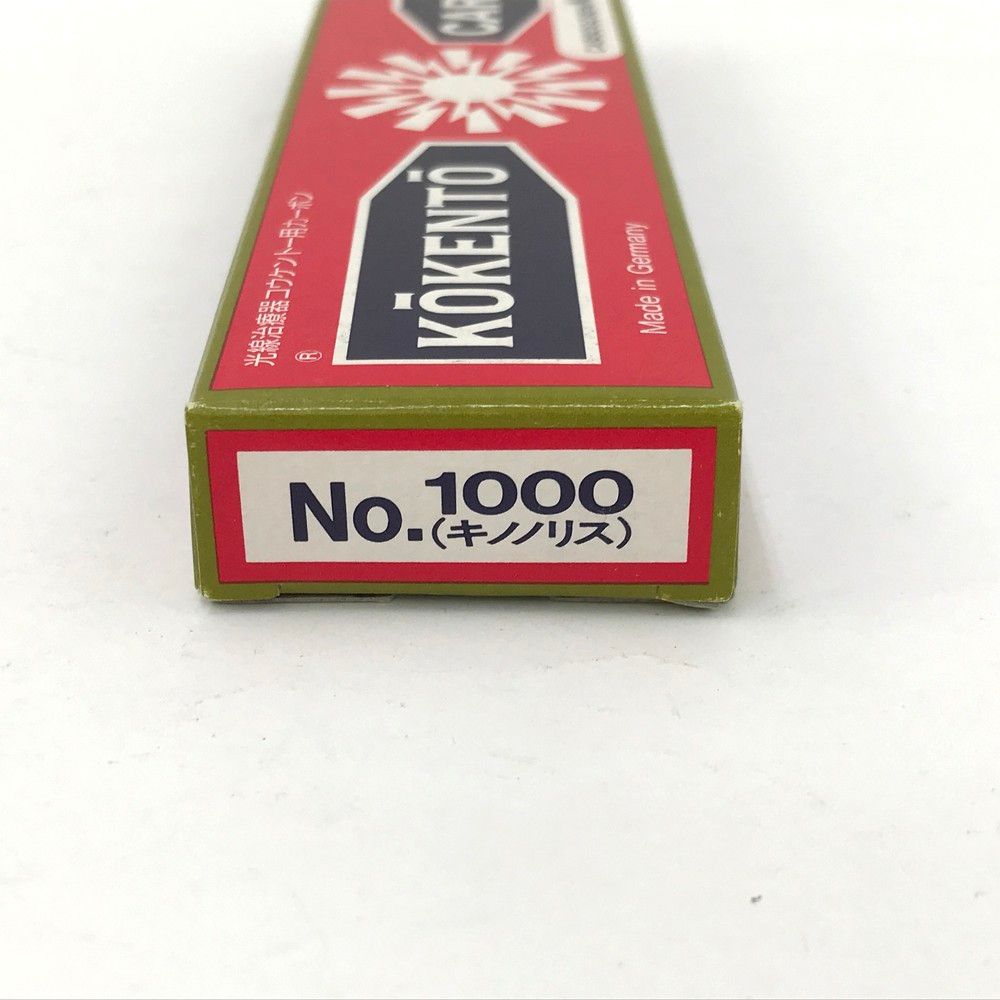 光線治療器コウケントー用カーボン
®
KŌKENTŌ
CAR
Made in Germany
No. 1000
(キノノリス)